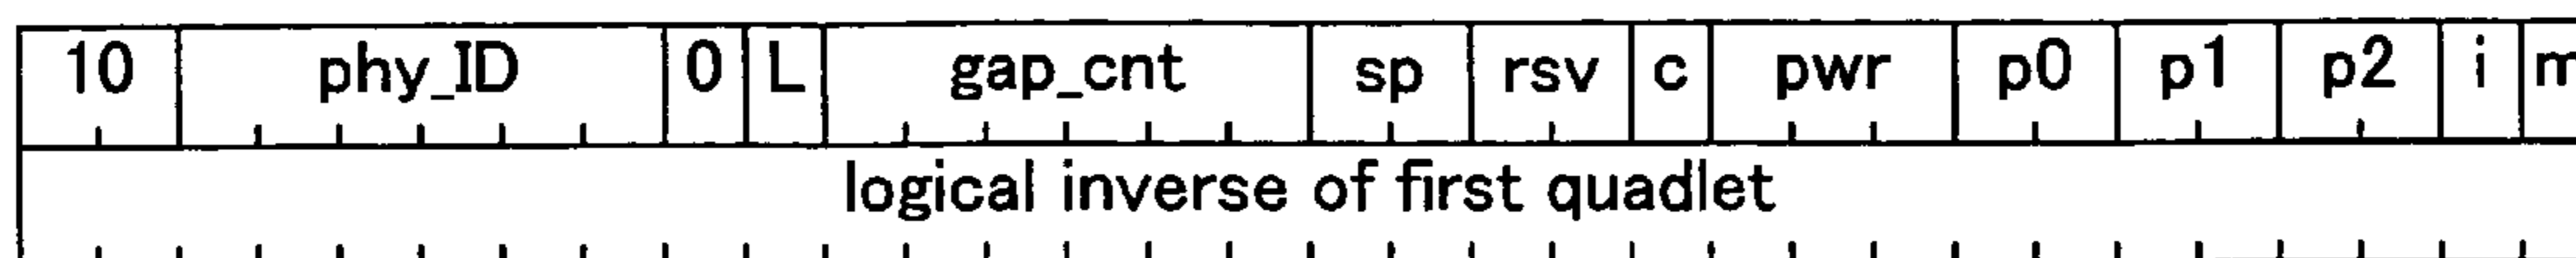 10 phy_ID 0 L gap_cnt sp rsv c pwr p0 p1 p2 i m
logical inverse of first quadlet